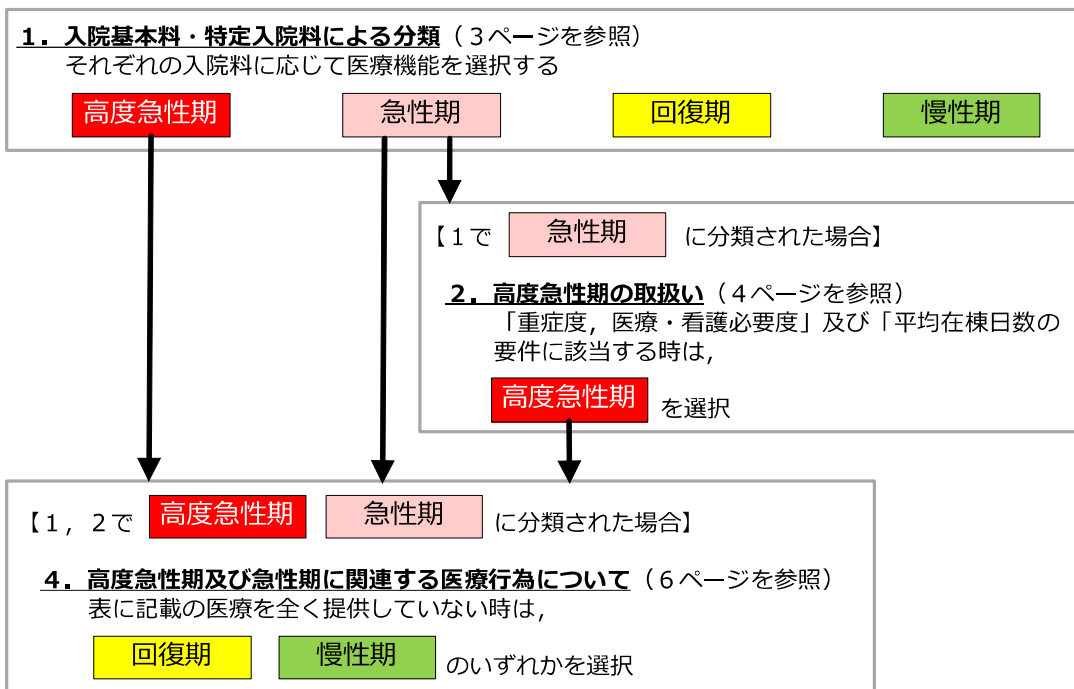 1．入院基本料・特定入院料による分類（３ページを参照）
それぞれの入院料に応じて医療機能を選択する
高度急性期 急性期 回復期 慢性期
【１で 急性期 に分類された場合】
２．高度急性期の取扱い（４ページを参照）
「重症度，医療・看護必要度」及び「平均在棟日数の
要件に該当する時は，
高度急性期 を選択
【１，２で 高度急性期 急性期 に分類された場合】
４．高度急性期及び急性期に関連する医療行為について（６ページを参照）
表に記載の医療を全く提供していない時は，
回復期 慢性期 のいずれかを選択